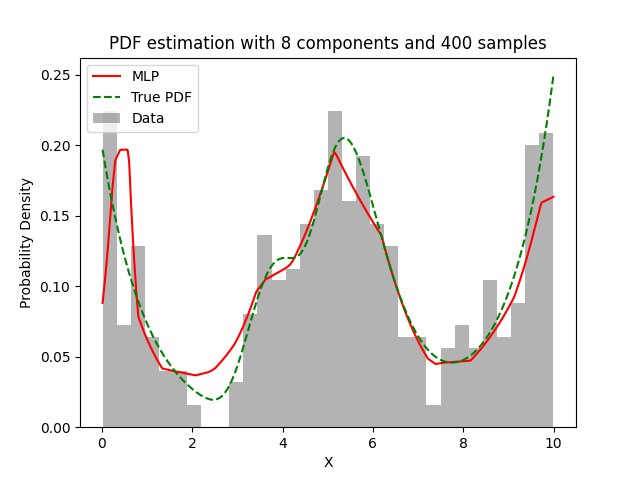 PDF estimation with 8 components and 400 samples
MLP
True PDF
Data
0.25
0.20
0.15
0.10
0.05
0.00
Probability Density
0 2 4 6 8 10
X